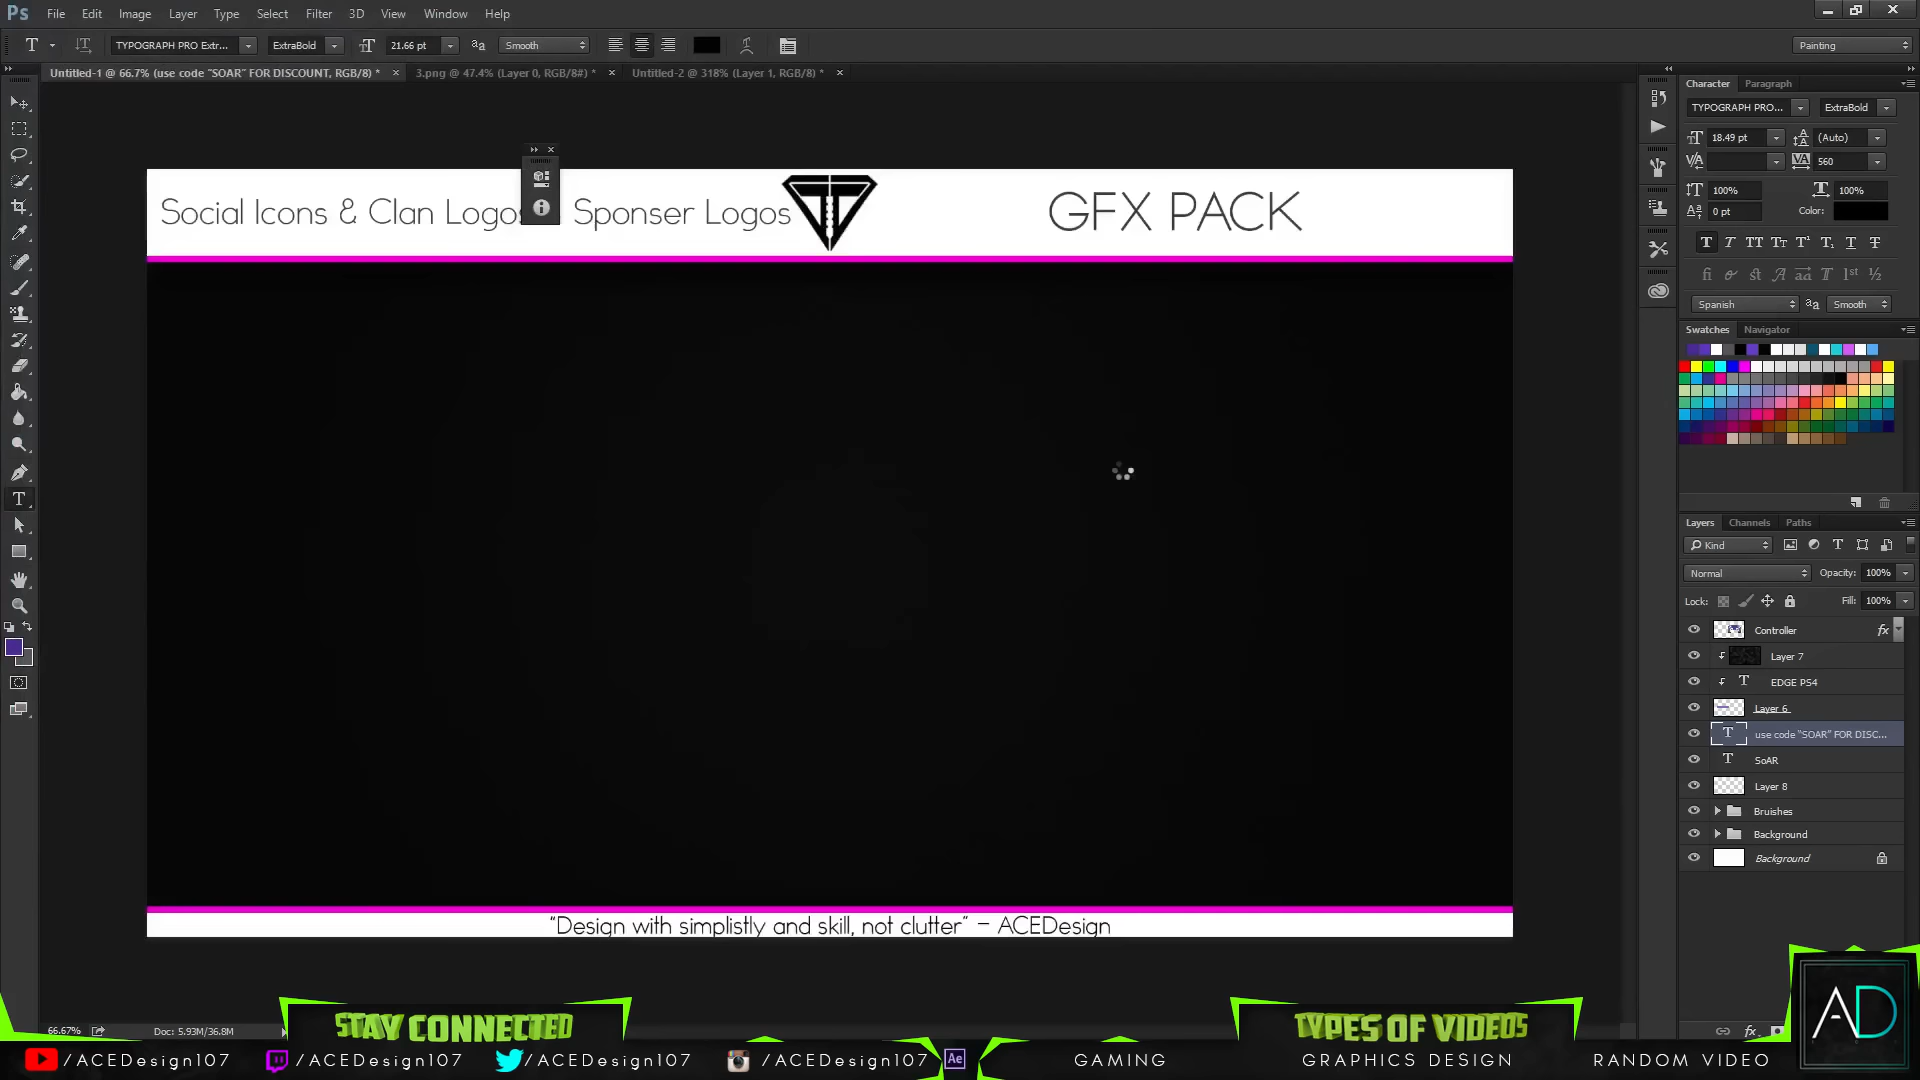 Ps File Edit Image Layer Type Select Filter 3D View Window Help
T TYPOGRAPH PRO Extr... ExtraBold 21.66 pt aa Smooth Painting
Untitled-1 @ 66.7% (use code "SOAR" FOR DISCOUNT, RGB/8) * 3.png @ 47.4% (Layer 0, RGB/8#) * Untitled-2 @ 318% (Layer 1, RGB/8) *
Character Paragraph
TYPOGRAPH PRO... ExtraBold
18.49 pt (Auto)
560
100% 100%
0 pt Color:
Spanish aa Smooth
Swatches Navigator
Social Icons & Clan Logos Sponser Logos GFX PACK
Layers Channels Paths
Kind
Normal Opacity: 100%
Lock: Fill: 100%
Controller fx
Layer 7
EDGE PS4
Layer 6
use code "SOAR" FOR DISC...
SoAR
Layer 8
Bruishes
Background
Background
“Design with simplistly and skill, not clutter” - ACEDesign
66.67% Doc: 5.93M/36.8M
STAY CONNECTED TYPES OF VIDEOS
/ACEDesign107 /ACEDesign107 /ACEDesign107 /ACEDesign107 Ae GAMING GRAPHICS DESIGN RANDOM VIDEO
AD